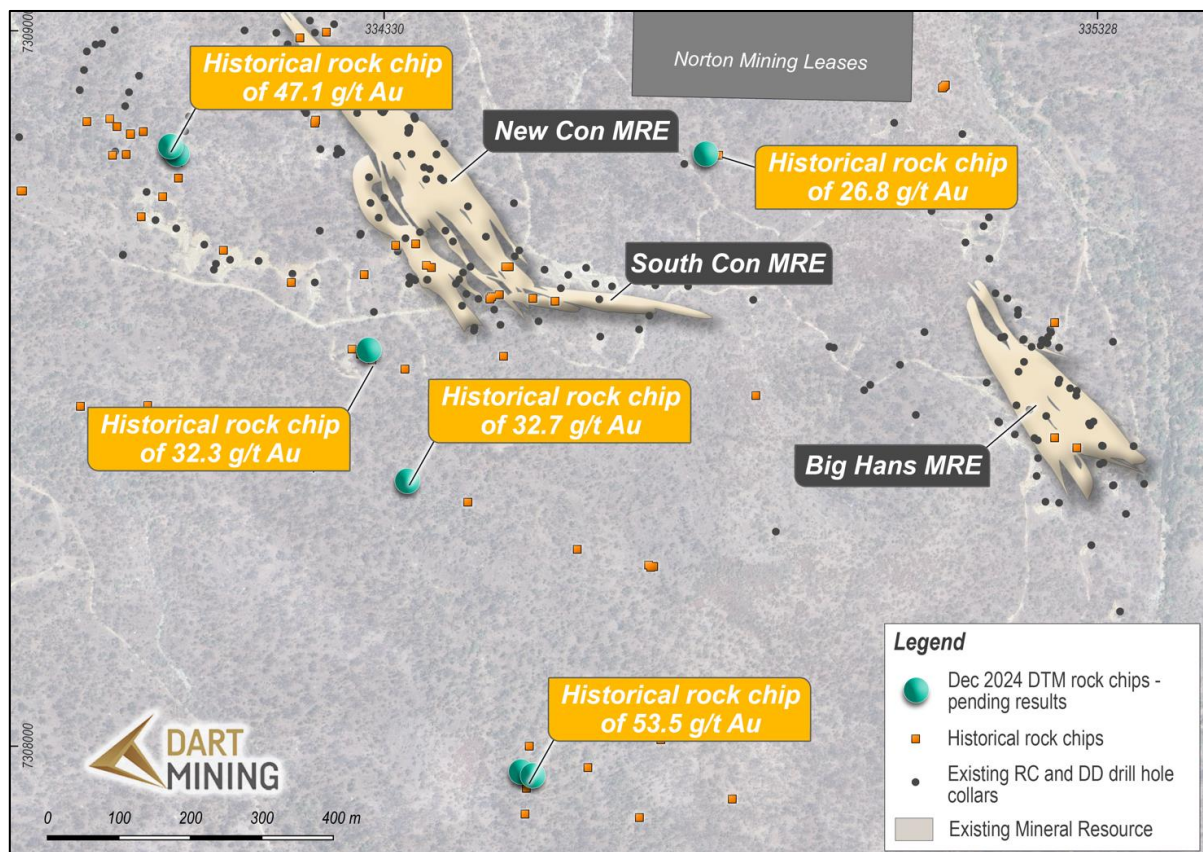 7309000
334330
335328
Historical rock chip
of 47.1 g/t Au
Norton Mining Leases
New Con MRE
Historical rock chip
of 26.8 g/t Au
South Con MRE
Historical rock chip
of 32.3 g/t Au
Historical rock chip
of 32.7 g/t Au
Big Hans MRE
Historical rock chip
of 53.5 g/t Au
7308000
DART
MINING
0 100 200 300 400 m
Legend
Dec 2024 DTM rock chips -
pending results
Historical rock chips
Existing RC and DD drill hole
collars
Existing Mineral Resource